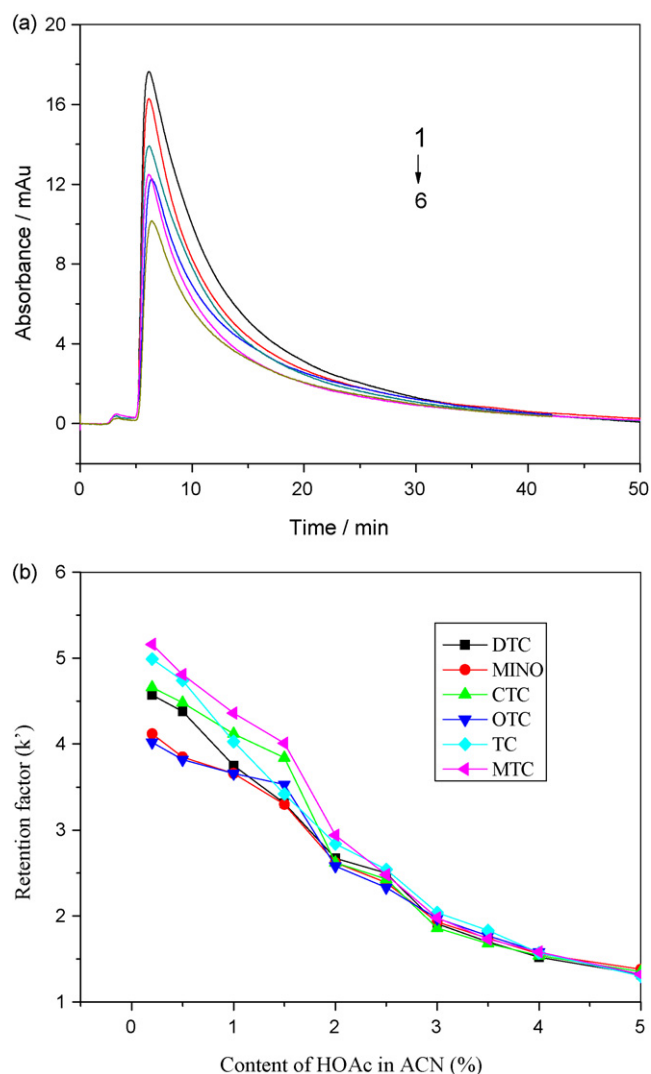 (a)
20
16
12
8
4
0
Absorbance / mAu
1
6
0 10 20 30 40 50
Time / min
(b)
6
5
4
3
2
1
Retention factor (k’)
DTC
MINO
CTC
OTC
TC
MTC
0 1 2 3 4 5
Content of HOAc in ACN (%)